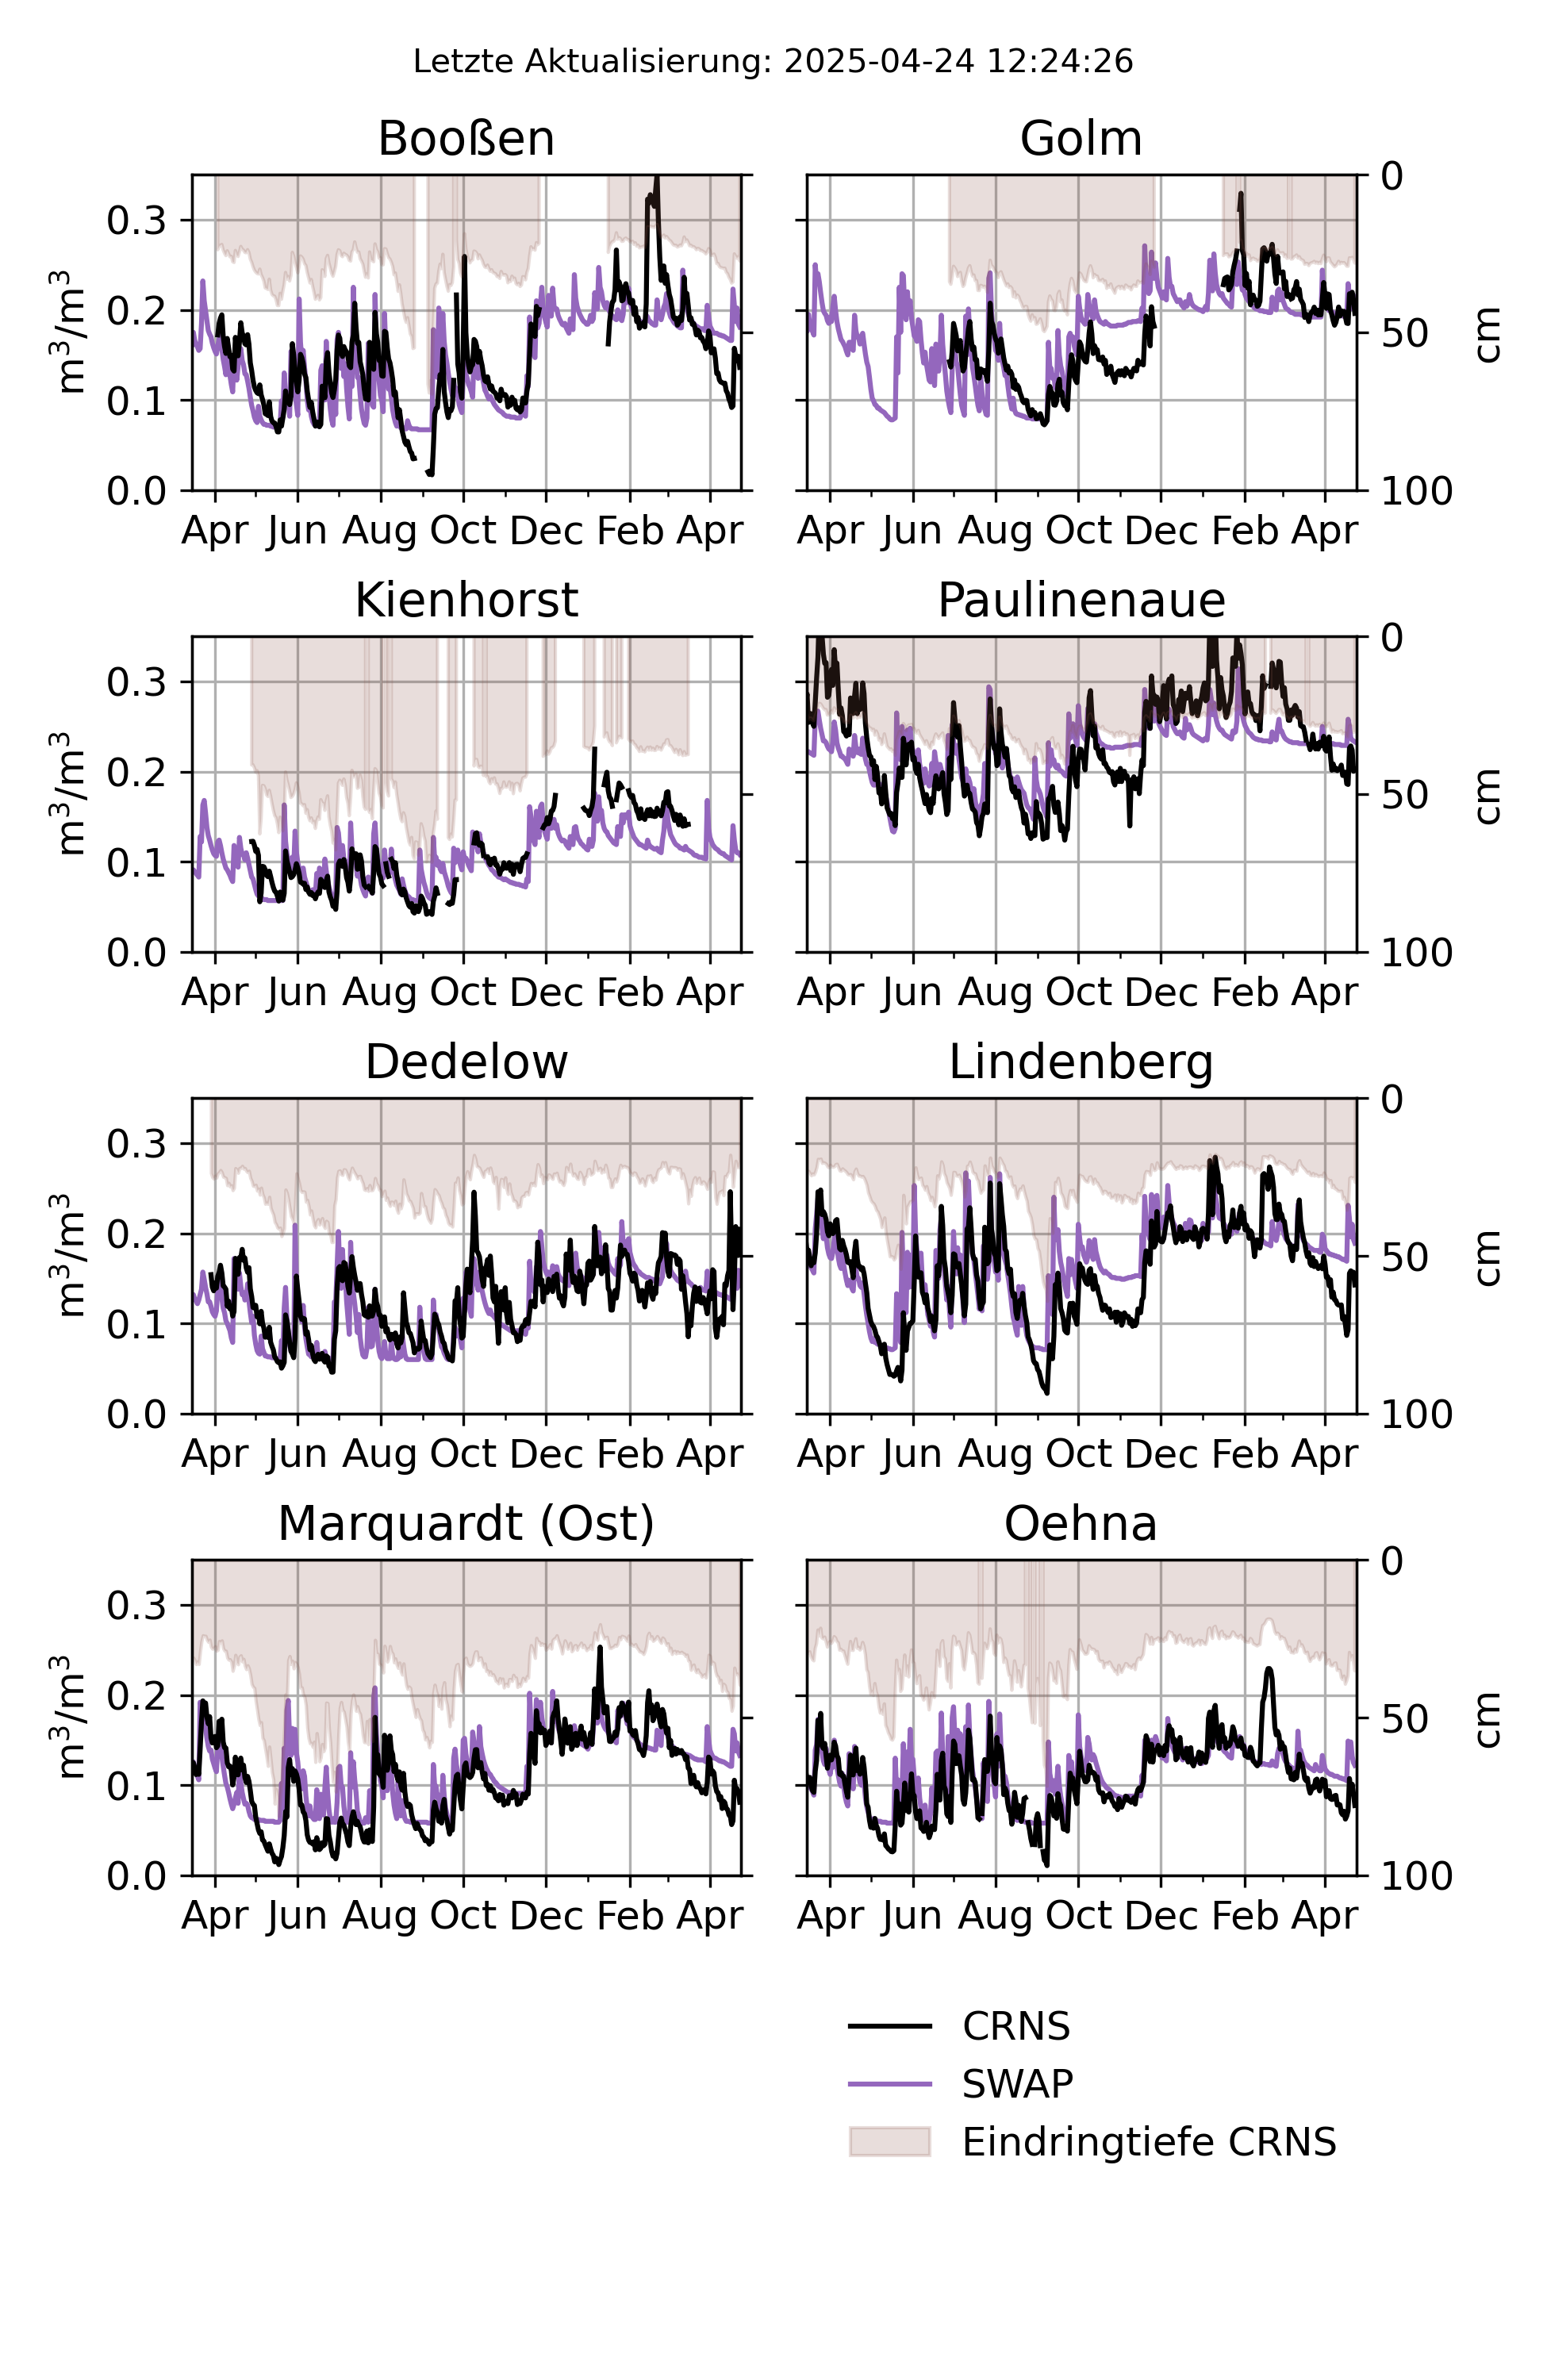 Letzte Aktualisierung: 2025-04-24 12:24:26
Booßen
Golm
m³/m³
0.3
0.2
0.1
0.0
Apr Jun Aug Oct Dec Feb Apr
Apr Jun Aug Oct Dec Feb Apr
0
50
100
cm
Kienhorst
Paulinenaue
m³/m³
0.3
0.2
0.1
0.0
Apr Jun Aug Oct Dec Feb Apr
Apr Jun Aug Oct Dec Feb Apr
0
50
100
cm
Dedelow
Lindenberg
m³/m³
0.3
0.2
0.1
0.0
Apr Jun Aug Oct Dec Feb Apr
Apr Jun Aug Oct Dec Feb Apr
0
50
100
cm
Marquardt (Ost)
Oehna
m³/m³
0.3
0.2
0.1
0.0
Apr Jun Aug Oct Dec Feb Apr
Apr Jun Aug Oct Dec Feb Apr
0
50
100
cm
CRNS
SWAP
Eindringtiefe CRNS